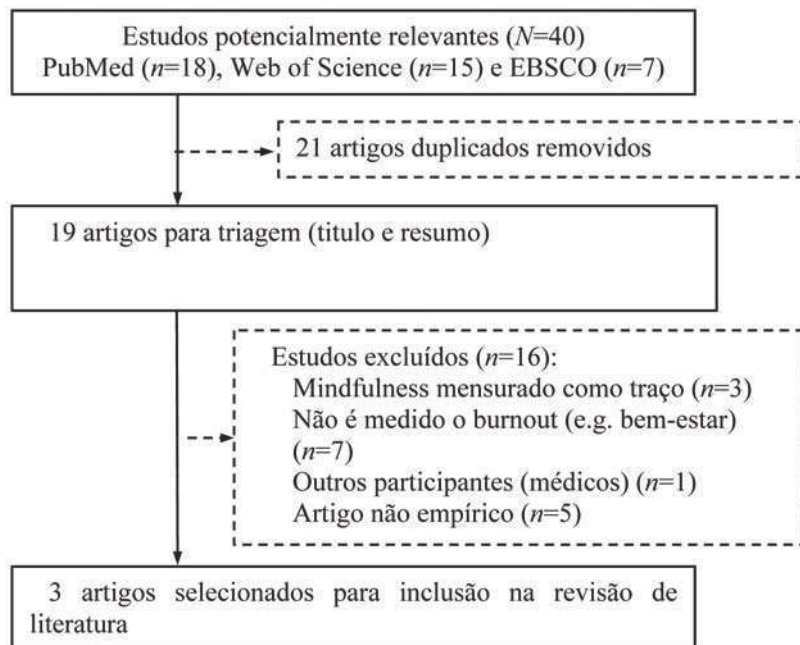 Estudos potencialmente relevantes (N=40)
PubMed (n=18), Web of Science (n=15) e EBSCO (n=7)
21 artigos duplicados removidos
19 artigos para triagem (titulo e resumo)
Estudos excluídos (n=16):
Mindfulness mensurado como traço (n=3)
Não é medido o burnout (e.g. bem-estar)
(n=7)
Outros participantes (médicos) (n=1)
Artigo não empírico (n=5)
3 artigos selecionados para inclusão na revisão de
literatura